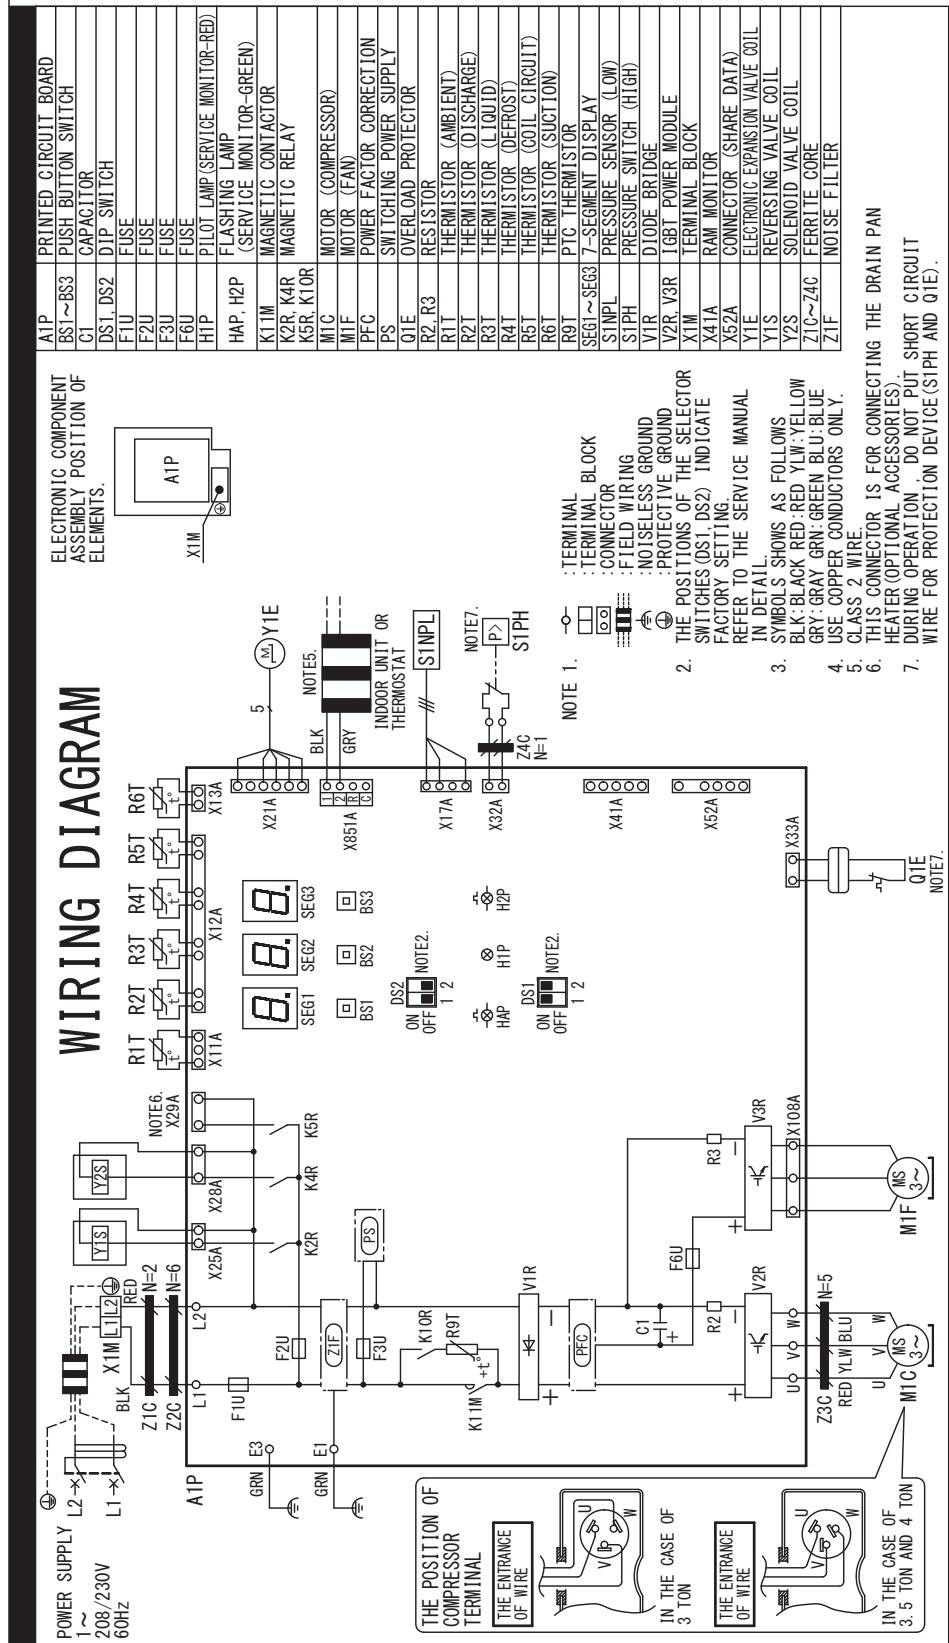 WIRING DIAGRAM
POWER SUPPLY
1~
208/230V
60Hz
L2
L1
X1M
L1 L2
BLK
RED
Z1C
N=2
Z2C
N=6
Y1S
Y2S
NOTE6.
X25A
X28A
X29A
R1T
R2T
R3T
R4T
R5T
R6T
t°
t°
t°
t°
t°
t°
X11A
X12A
X13A
A1P
L1
L2
F1U
F2U
K2R
K4R
K5R
GRN
E3
GRN
E1
Z1F
F3U
PS
K10R
R9T
+t°
K11M
V1R
+
−
PFC
C1
+
F6U
R2
R3
+
−
V2R
+
−
V3R
X108A
U V W
Z3C
N=5
RED YLW BLU
U V W
MS
3~
M1C
MS
3~
M1F
SEG1
SEG2
SEG3
BS1
BS2
BS3
DS2
ON
OFF
1 2
NOTE2.
HAP
H1P
H2P
DS1
ON
OFF
1 2
NOTE2.
X21A
5
M
Y1E
X851A
1
2
R
C
BLK
GRY
NOTE5.
INDOOR UNIT OR
THERMOSTAT
X17A
S1NPL
X32A
Z4C
N=1
NOTE7.
P>
S1PH
X41A
X52A
X33A
Q1E
NOTE7.
THE POSITION OF
COMPRESSOR
TERMINAL
THE ENTRANCE
OF WIRE
U
V
W
IN THE CASE OF
3 TON
THE ENTRANCE
OF WIRE
U
V
W
IN THE CASE OF
3.5 TON AND 4 TON
ELECTRONIC COMPONENT
ASSEMBLY POSITION OF
ELEMENTS.
A1P
X1M
NOTE 1.
:TERMINAL
:TERMINAL BLOCK
:CONNECTOR
:FIELD WIRING
:NOISELESS GROUND
:PROTECTIVE GROUND
2. THE POSITIONS OF THE SELECTOR
SWITCHES(DS1, DS2) INDICATE
FACTORY SETTING.
REFER TO THE SERVICE MANUAL
IN DETAIL.
3. SYMBOLS SHOWS AS FOLLOWS
BLK:BLACK RED:RED YLW:YELLOW
GRY:GRAY GRN:GREEN BLU:BLUE
4. USE COPPER CONDUCTORS ONLY.
5. CLASS 2 WIRE.
6. THIS CONNECTOR IS FOR CONNECTING THE DRAIN PAN
HEATER(OPTIONAL ACCESSORIES).
7. DURING OPERATION , DO NOT PUT SHORT CIRCUIT
WIRE FOR PROTECTION DEVICE(S1PH AND Q1E).
A1P PRINTED CIRCUIT BOARD
BS1~BS3 PUSH BUTTON SWITCH
C1 CAPACITOR
DS1, DS2 DIP SWITCH
F1U FUSE
F2U FUSE
F3U FUSE
F6U FUSE
H1P PILOT LAMP(SERVICE MONITOR-RED)
HAP, H2P FLASHING LAMP
(SERVICE MONITOR-GREEN)
K11M MAGNETIC CONTACTOR
K2R, K4R MAGNETIC RELAY
K5R, K10R
M1C MOTOR (COMPRESSOR)
M1F MOTOR (FAN)
PFC POWER FACTOR CORRECTION
PS SWITCHING POWER SUPPLY
Q1E OVERLOAD PROTECTOR
R2, R3 RESISTOR
R1T THERMISTOR (AMBIENT)
R2T THERMISTOR (DISCHARGE)
R3T THERMISTOR (LIQUID)
R4T THERMISTOR (DEFROST)
R5T THERMISTOR (COIL CIRCUIT)
R6T THERMISTOR (SUCTION)
R9T PTC THERMISTOR
SEG1~SEG3 7-SEGMENT DISPLAY
S1NPL PRESSURE SENSOR (LOW)
S1PH PRESSURE SWITCH (HIGH)
V1R DIODE BRIDGE
V2R, V3R IGBT POWER MODULE
X1M TERMINAL BLOCK
X41A RAM MONITOR
X52A CONNECTOR (SHARE DATA)
Y1E ELECTRONIC EXPANSION VALVE COIL
Y1S REVERSING VALVE COIL
Y2S SOLENOID VALVE COIL
Z1C~Z4C FERRITE CORE
Z1F NOISE FILTER